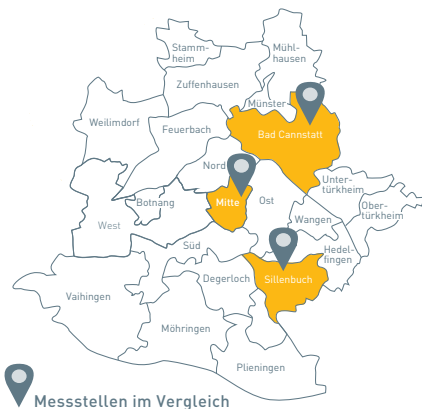 Stamm-
heim
Mühl-
hausen
Zuffenhausen
Münster
Weilimdorf
Feuerbach
Bad Cannstatt
Nord
Unter-
türkheim
Botnang
Mitte
Ost
Ober-
türkheim
West
Wangen
Süd
Hedel-
fingen
Degerloch
Sillenbuch
Vaihingen
Möhringen
Plieningen
Messstellen im Vergleich